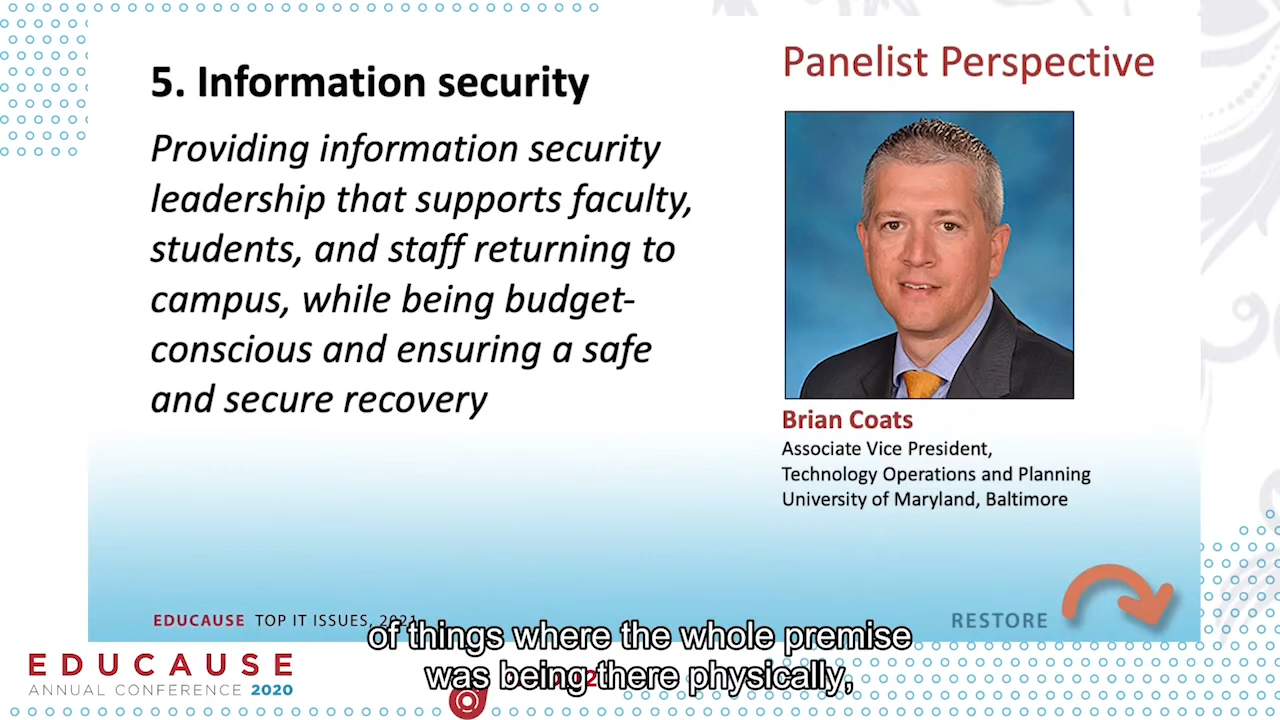 5. Information security
Providing information security
leadership that supports faculty,
students, and staff returning to
campus, while being budget-
conscious and ensuring a safe
and secure recovery
Panelist Perspective
Brian Coats
Associate Vice President,
Technology Operations and Planning
University of Maryland, Baltimore
EDUCAUSE TOP IT ISSUES, 2021
RESTORE
of things where the whole premise
was being there physically,
EDUCAUSE
ANNUAL CONFERENCE 2020